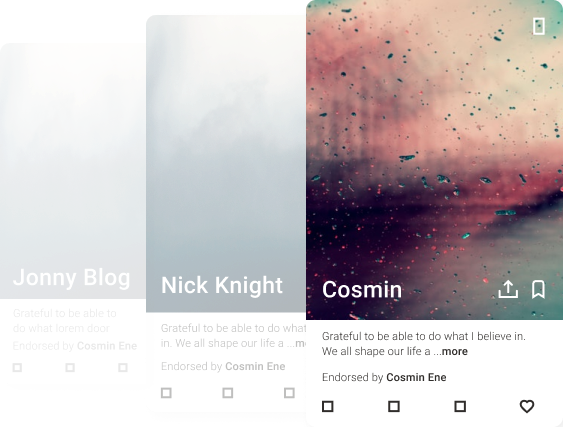 Jonny Blog
Grateful to be able to
do what lorem door
Endorsed by Cosmin Ene
Nick Knight
Grateful to be able to do what
in. We all shape our life a ...m
Endorsed by Cosmin Ene
Cosmin
Grateful to be able to do what I believe in.
We all shape our life a ...more
Endorsed by Cosmin Ene